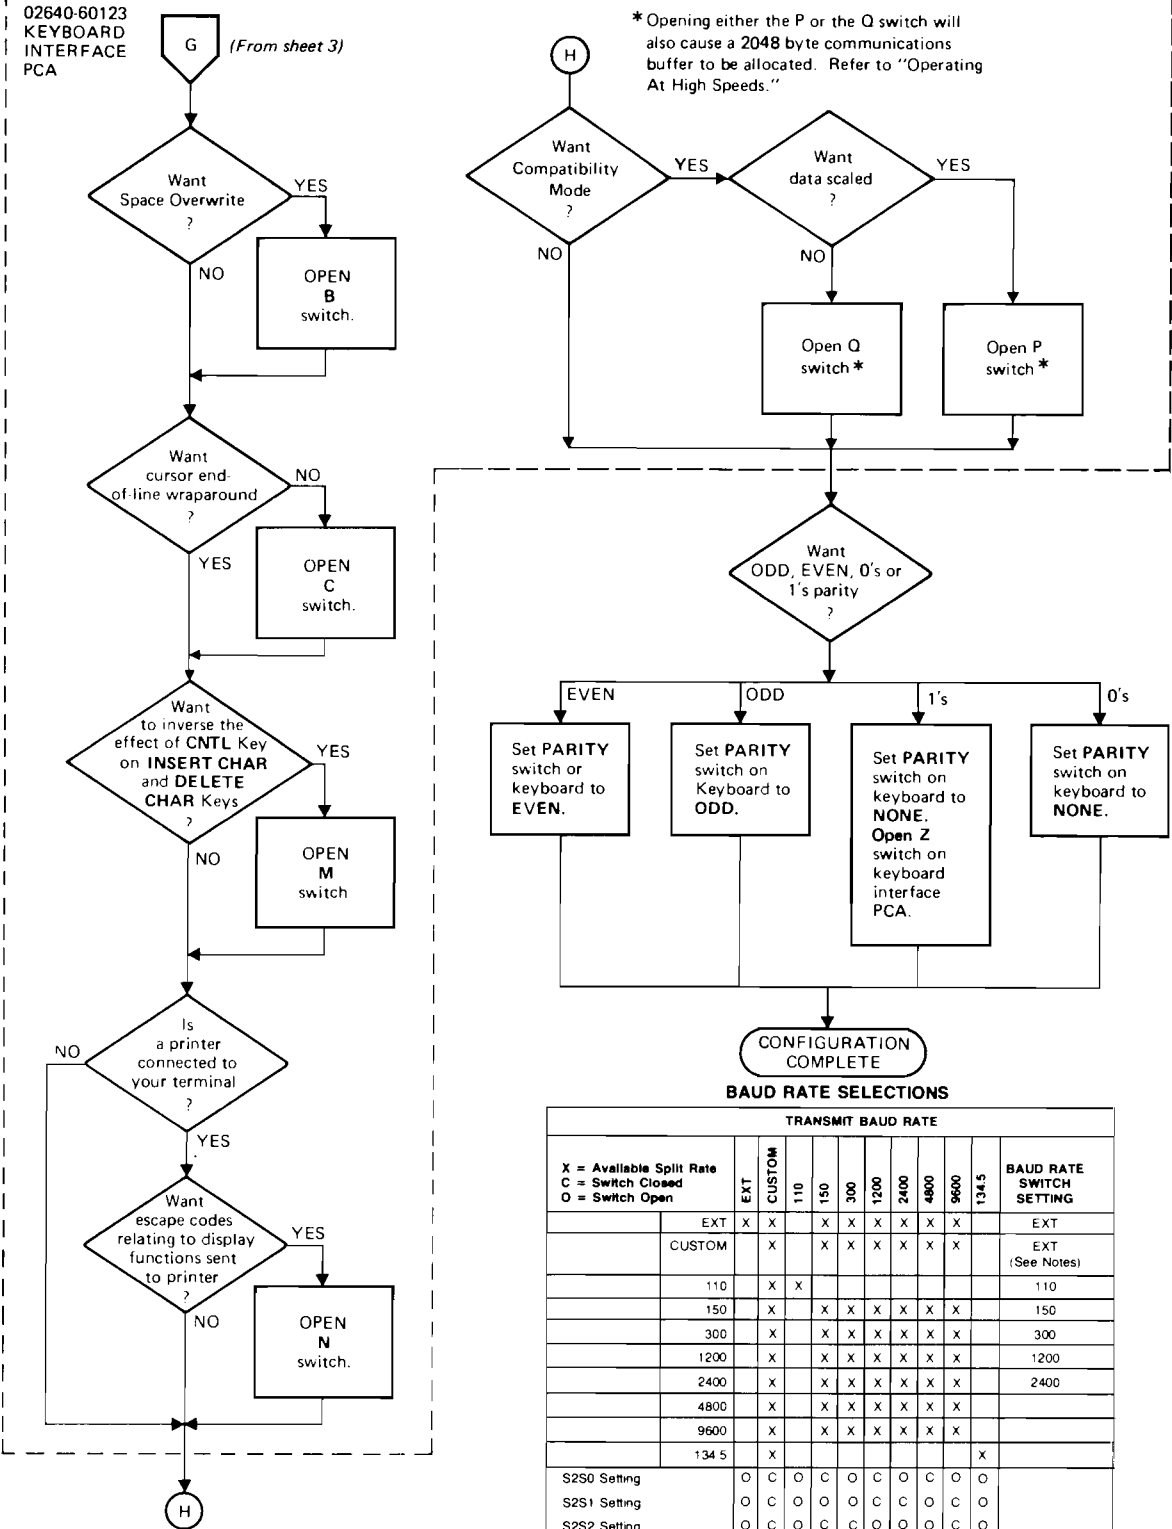 02640-60123
KEYBOARD
INTERFACE
PCA
G
(From sheet 3)
Want
Space Overwrite
?
YES
NO
OPEN
B
switch.
Want
cursor end-
of-line wraparound
?
NO
YES
OPEN
C
switch.
Want
to inverse the
effect of CNTL Key
on INSERT CHAR
and DELETE
CHAR Keys
?
YES
NO
OPEN
M
switch
Is
a printer
connected to
your terminal
?
NO
YES
Want
escape codes
relating to display
functions sent
to printer
?
YES
NO
OPEN
N
switch.
H
* Opening either the P or the Q switch will
also cause a 2048 byte communications
buffer to be allocated. Refer to "Operating
At High Speeds."
H
Want
Compatibility
Mode
?
YES
NO
Want
data scaled
?
YES
NO
Open Q
switch *
Open P
switch *
Want
ODD, EVEN, 0's or
1's parity
?
EVEN
ODD
1's
0's
Set PARITY
switch or
keyboard to
EVEN.
Set PARITY
switch on
Keyboard to
ODD.
Set PARITY
switch on
keyboard to
NONE.
Open Z
switch on
keyboard
interface
PCA.
Set PARITY
switch on
keyboard to
NONE.
CONFIGURATION
COMPLETE
BAUD RATE SELECTIONS
TRANSMIT BAUD RATE
X = Available Split Rate
C = Switch Closed
O = Switch Open
EXT CUSTOM 110 150 300 1200 2400 4800 9600 134.5
BAUD RATE
SWITCH
SETTING
EXT X X X X X X X X EXT
CUSTOM X X X X X X X EXT
(See Notes)
110 X X 110
150 X X X X X X X 150
300 X X X X X X X 300
1200 X X X X X X X 1200
2400 X X X X X X X 2400
4800 X X X X X X X
9600 X X X X X X X
134 5 X X
S2S0 Setting O C O C O C O C O O
S2S1 Setting O C O O O C C O C O
S2S2 Setting O C O C C O O O C O